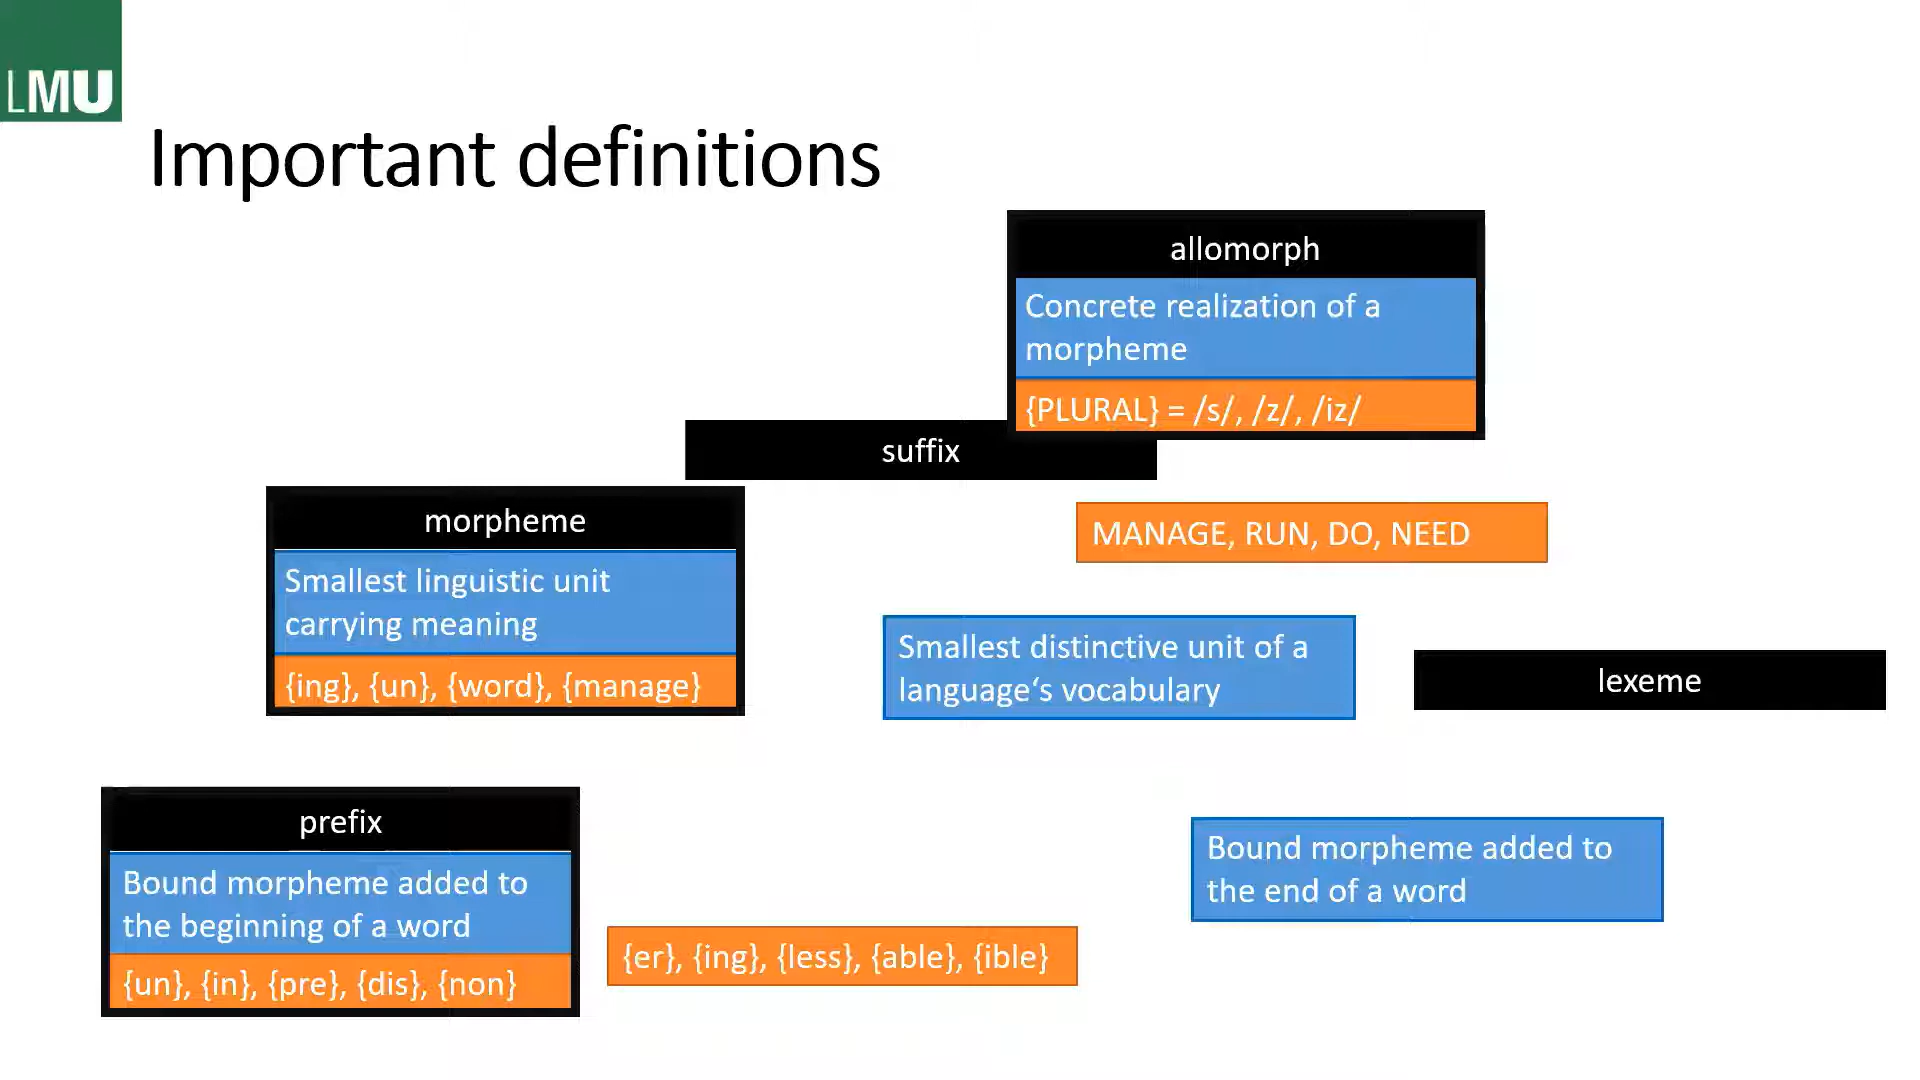 LMU
Important definitions
allomorph
Concrete realization of a
morpheme
{PLURAL} = /s/, /z/, /iz/
suffix
morpheme
Smallest linguistic unit
carrying meaning
{ing}, {un}, {word}, {manage}
MANAGE, RUN, DO, NEED
Smallest distinctive unit of a
language‘s vocabulary
lexeme
prefix
Bound morpheme added to
the beginning of a word
{un}, {in}, {pre}, {dis}, {non}
Bound morpheme added to
the end of a word
{er}, {ing}, {less}, {able}, {ible}